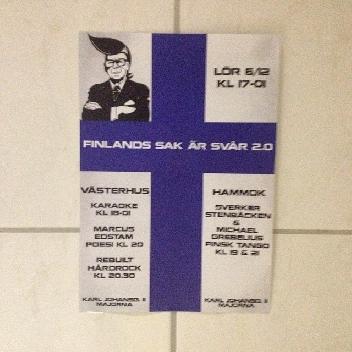 LÖR 6/12
KL 17-01
FINLANDS SAK ÄR SVÅR 2.0
VÄSTERHUS
KARAOKE
KL 18-01
MARCUS
EDSTAM
POESI KL 20
REBUILT
HÅRDROCK
KL 20.30
KARL JOHANSG. 11
MAJORNA
HAMMOK
SVERKER
STENBÄCKEN
&
MICHAEL
GREBELIUS
FINSK TANGO
KL 19 & 21
KARL JOHANSG. 11
MAJORNA